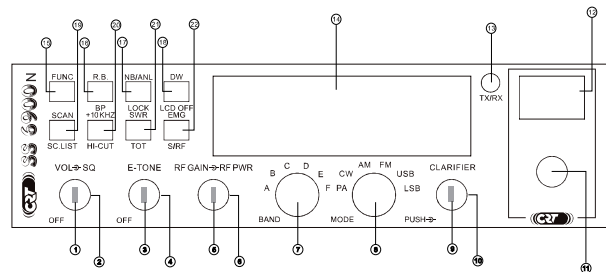 19 20 21 22 14 13 12
15 16 17 18
FUNC R.B. NB/ANL DW
SCAN BP +10KHZ LOCK SWR LCD OFF EMG
SC.LIST HI-CUT TOT S/RF
TX/RX
SS 6900N
CRT
VOL SQ E-TONE RF GAIN RF PWR
A B C D E F
PA CW AM FM USB LSB
CLARIFIER
OFF OFF BAND MODE PUSH
CRT
1 2 3 4 5 6 7 8 9 10 11